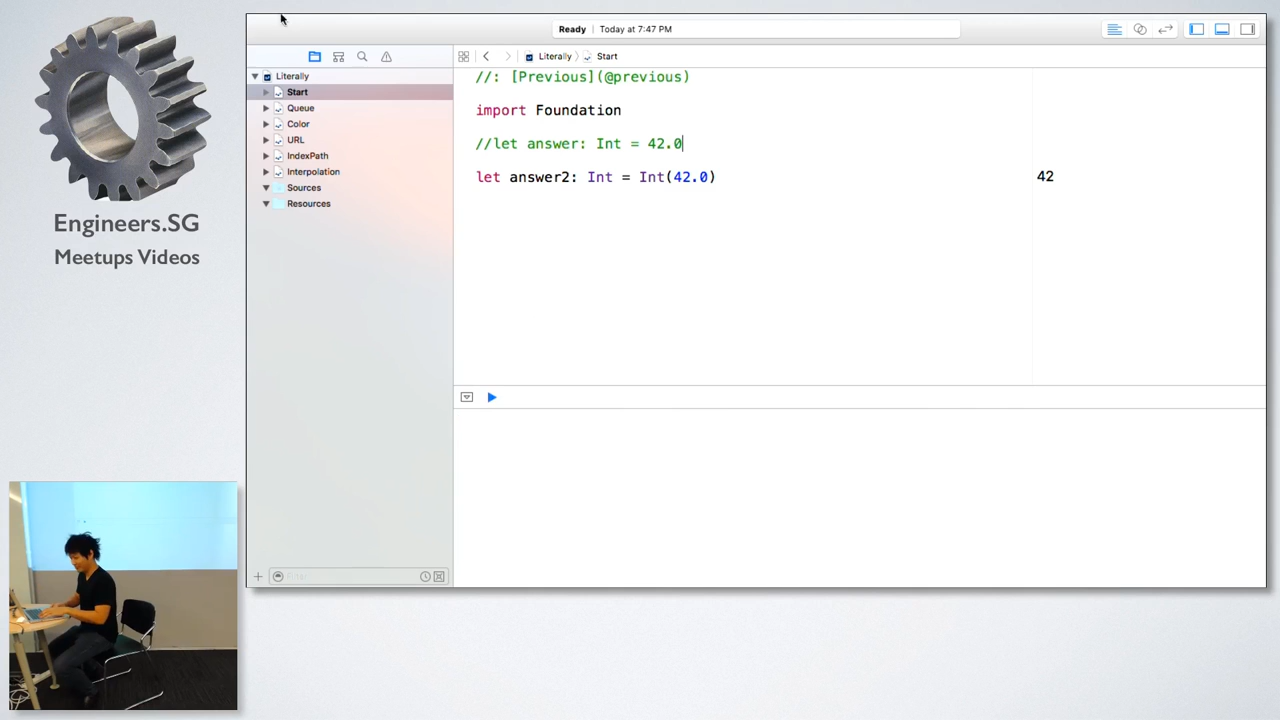 Engineers.SG
Meetups Videos
Ready | Today at 7:47 PM
Literally
Start
Queue
Color
URL
IndexPath
Interpolation
Sources
Resources
Literally
Start
//: [Previous](@previous)
import Foundation
//let answer: Int = 42.0
let answer2: Int = Int(42.0)
42